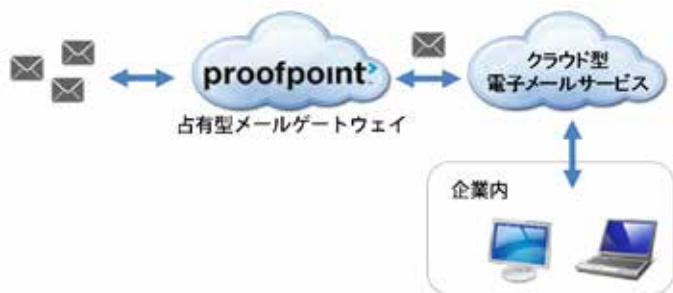 proofpoint
占有型メールゲートウェイ
クラウド型
電子メールサービス
企業内